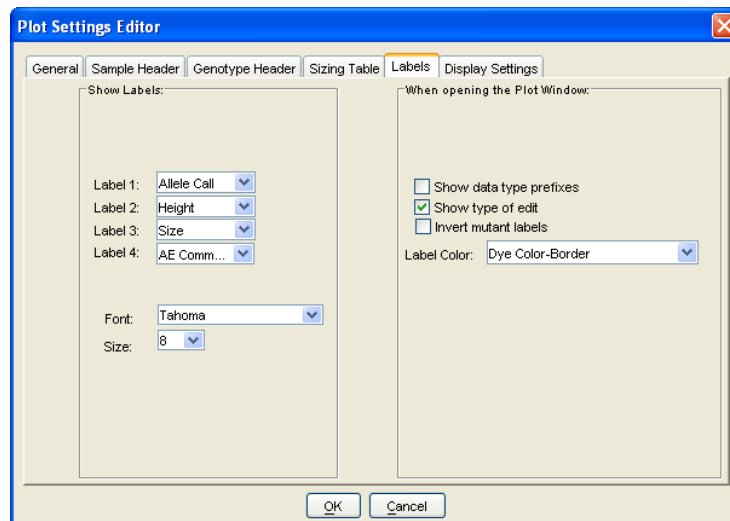 Plot Settings Editor
General Sample Header Genotype Header Sizing Table Labels Display Settings
Show Labels:
Label 1: Allele Call
Label 2: Height
Label 3: Size
Label 4: AE Comm...
Font: Tahoma
Size: 8
When opening the Plot Window:
Show data type prefixes
Show type of edit
Invert mutant labels
Label Color: Dye Color-Border
OK Cancel